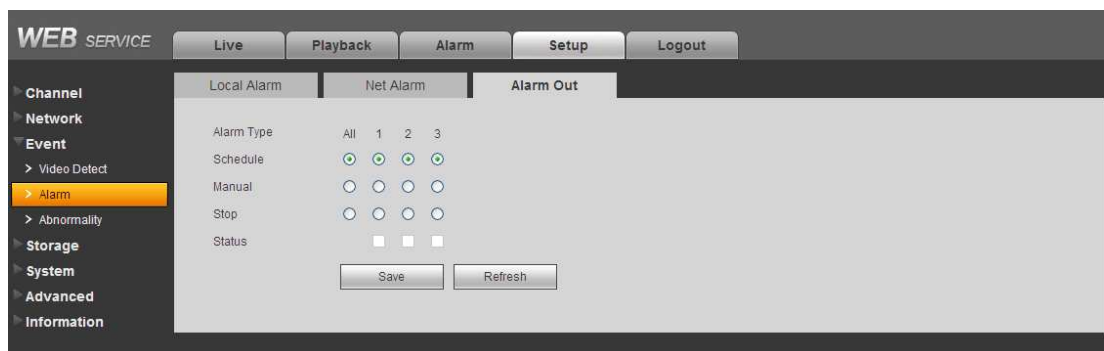 WEB SERVICE
Live Playback Alarm Setup Logout
Local Alarm Net Alarm Alarm Out
Channel
Network
Event
> Video Detect
> Alarm
> Abnormality
Storage
System
Advanced
Information
Alarm Type All 1 2 3
Schedule
Manual
Stop
Status
Save Refresh